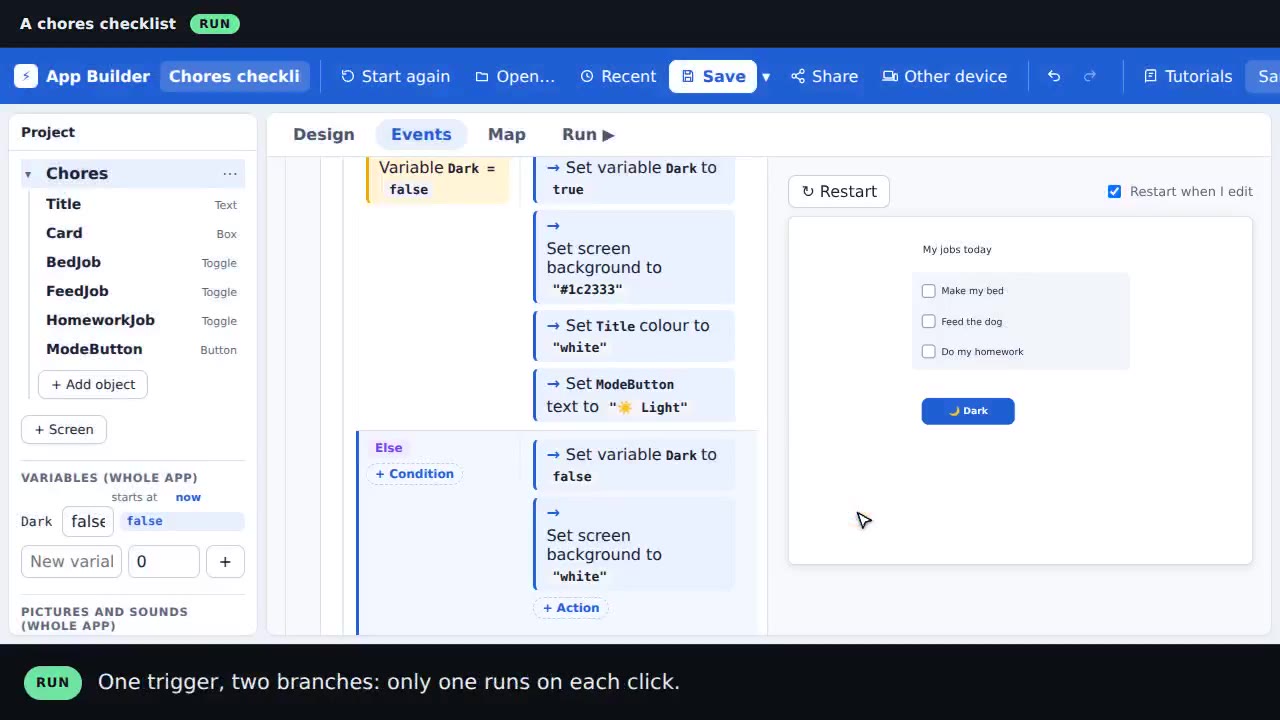 A chores checklist RUN
App Builder Chores checkli Start again Open... Recent Save ▼ Share Other device Tutorials
Project
Chores ...
Title Text
Card Box
BedJob Toggle
FeedJob Toggle
HomeworkJob Toggle
ModeButton Button
+ Add object
+ Screen
VARIABLES (WHOLE APP)
starts at now
Dark false false
New varial 0 +
PICTURES AND SOUNDS
(WHOLE APP)
Design Events Map Run ▶
Variable Dark =
false
→ Set variable Dark to
true
→
Set screen
background to
"#1c2333"
→ Set Title colour to
"white"
→ Set ModeButton
text to "☀️ Light"
Else
+ Condition
→ Set variable Dark to
false
→
Set screen
background to
"white"
+ Action
↻ Restart Restart when I edit
My jobs today
Make my bed
Feed the dog
Do my homework
🌙 Dark
RUN One trigger, two branches: only one runs on each click.